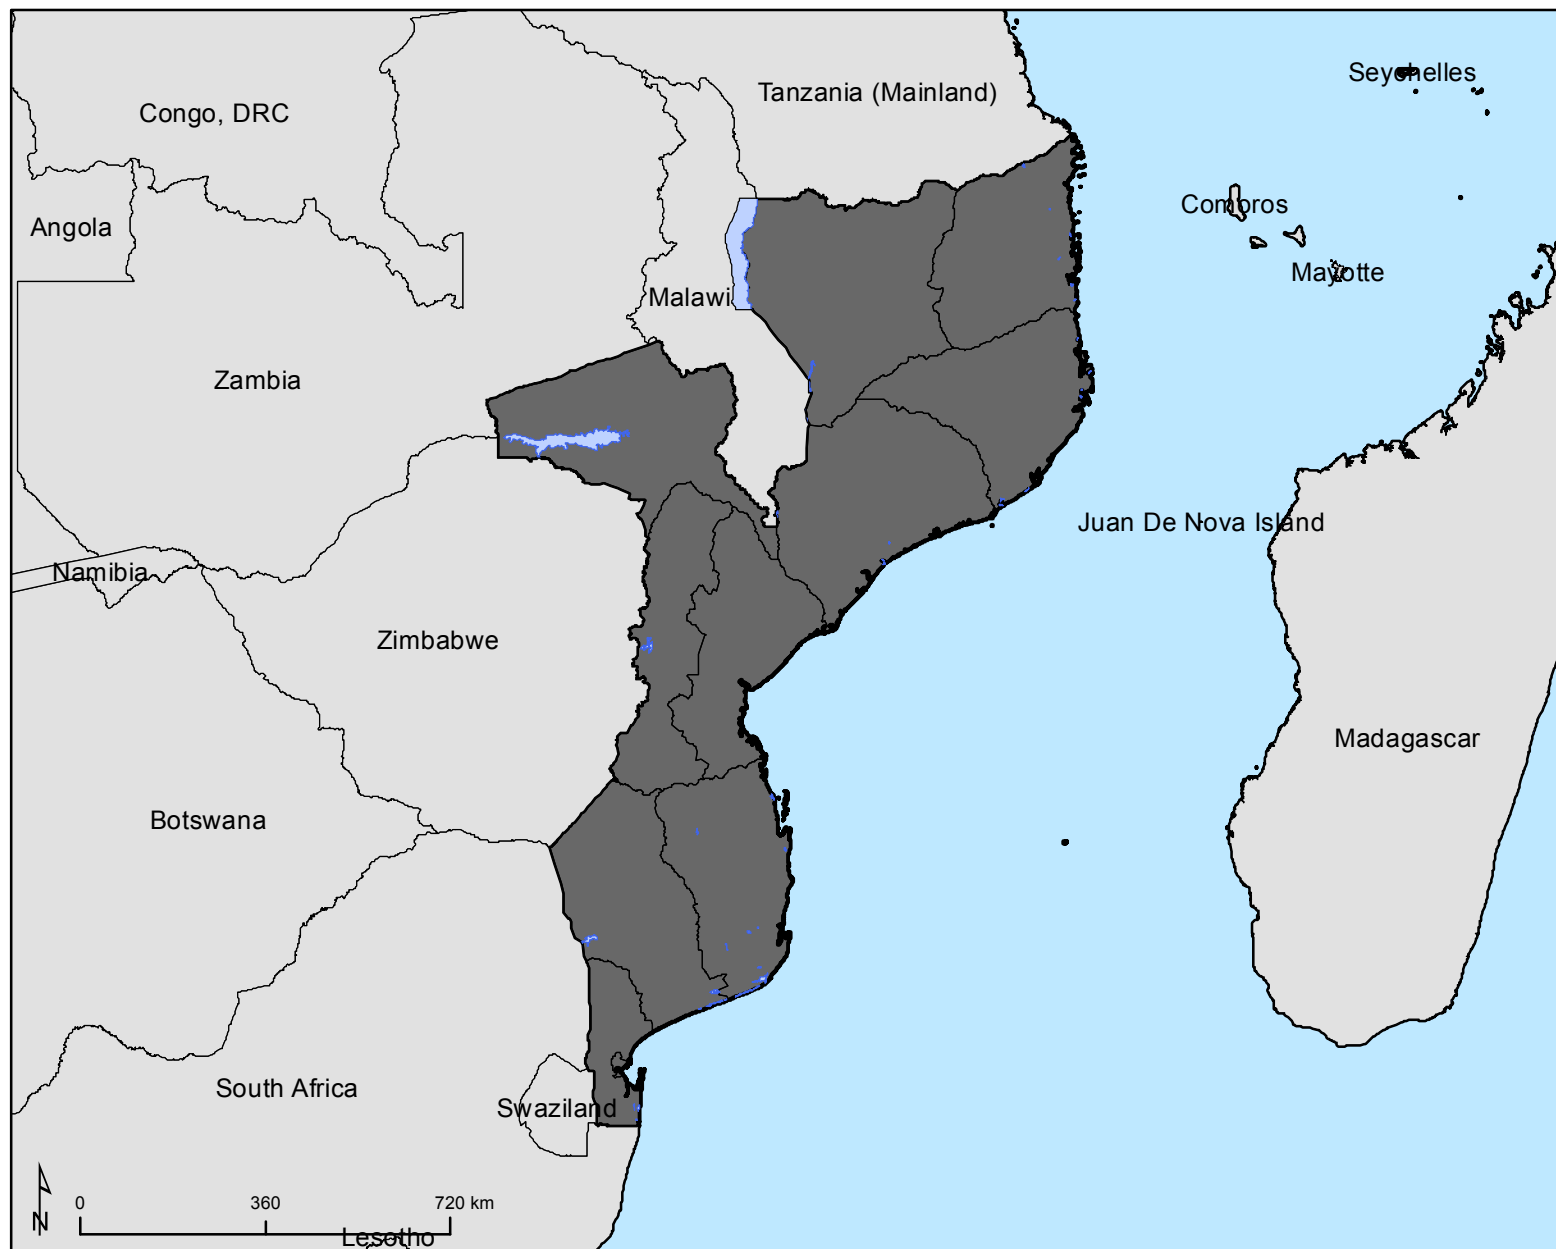 Seychelles
Tanzania (Mainland)
Congo, DRC
Comoros
Angola
Mayotte
Malawi
Zambia
Juan De Nova Island
Namibia
Zimbabwe
Madagascar
Botswana
South Africa
Swaziland
0 360 720 km
N
Lesotho